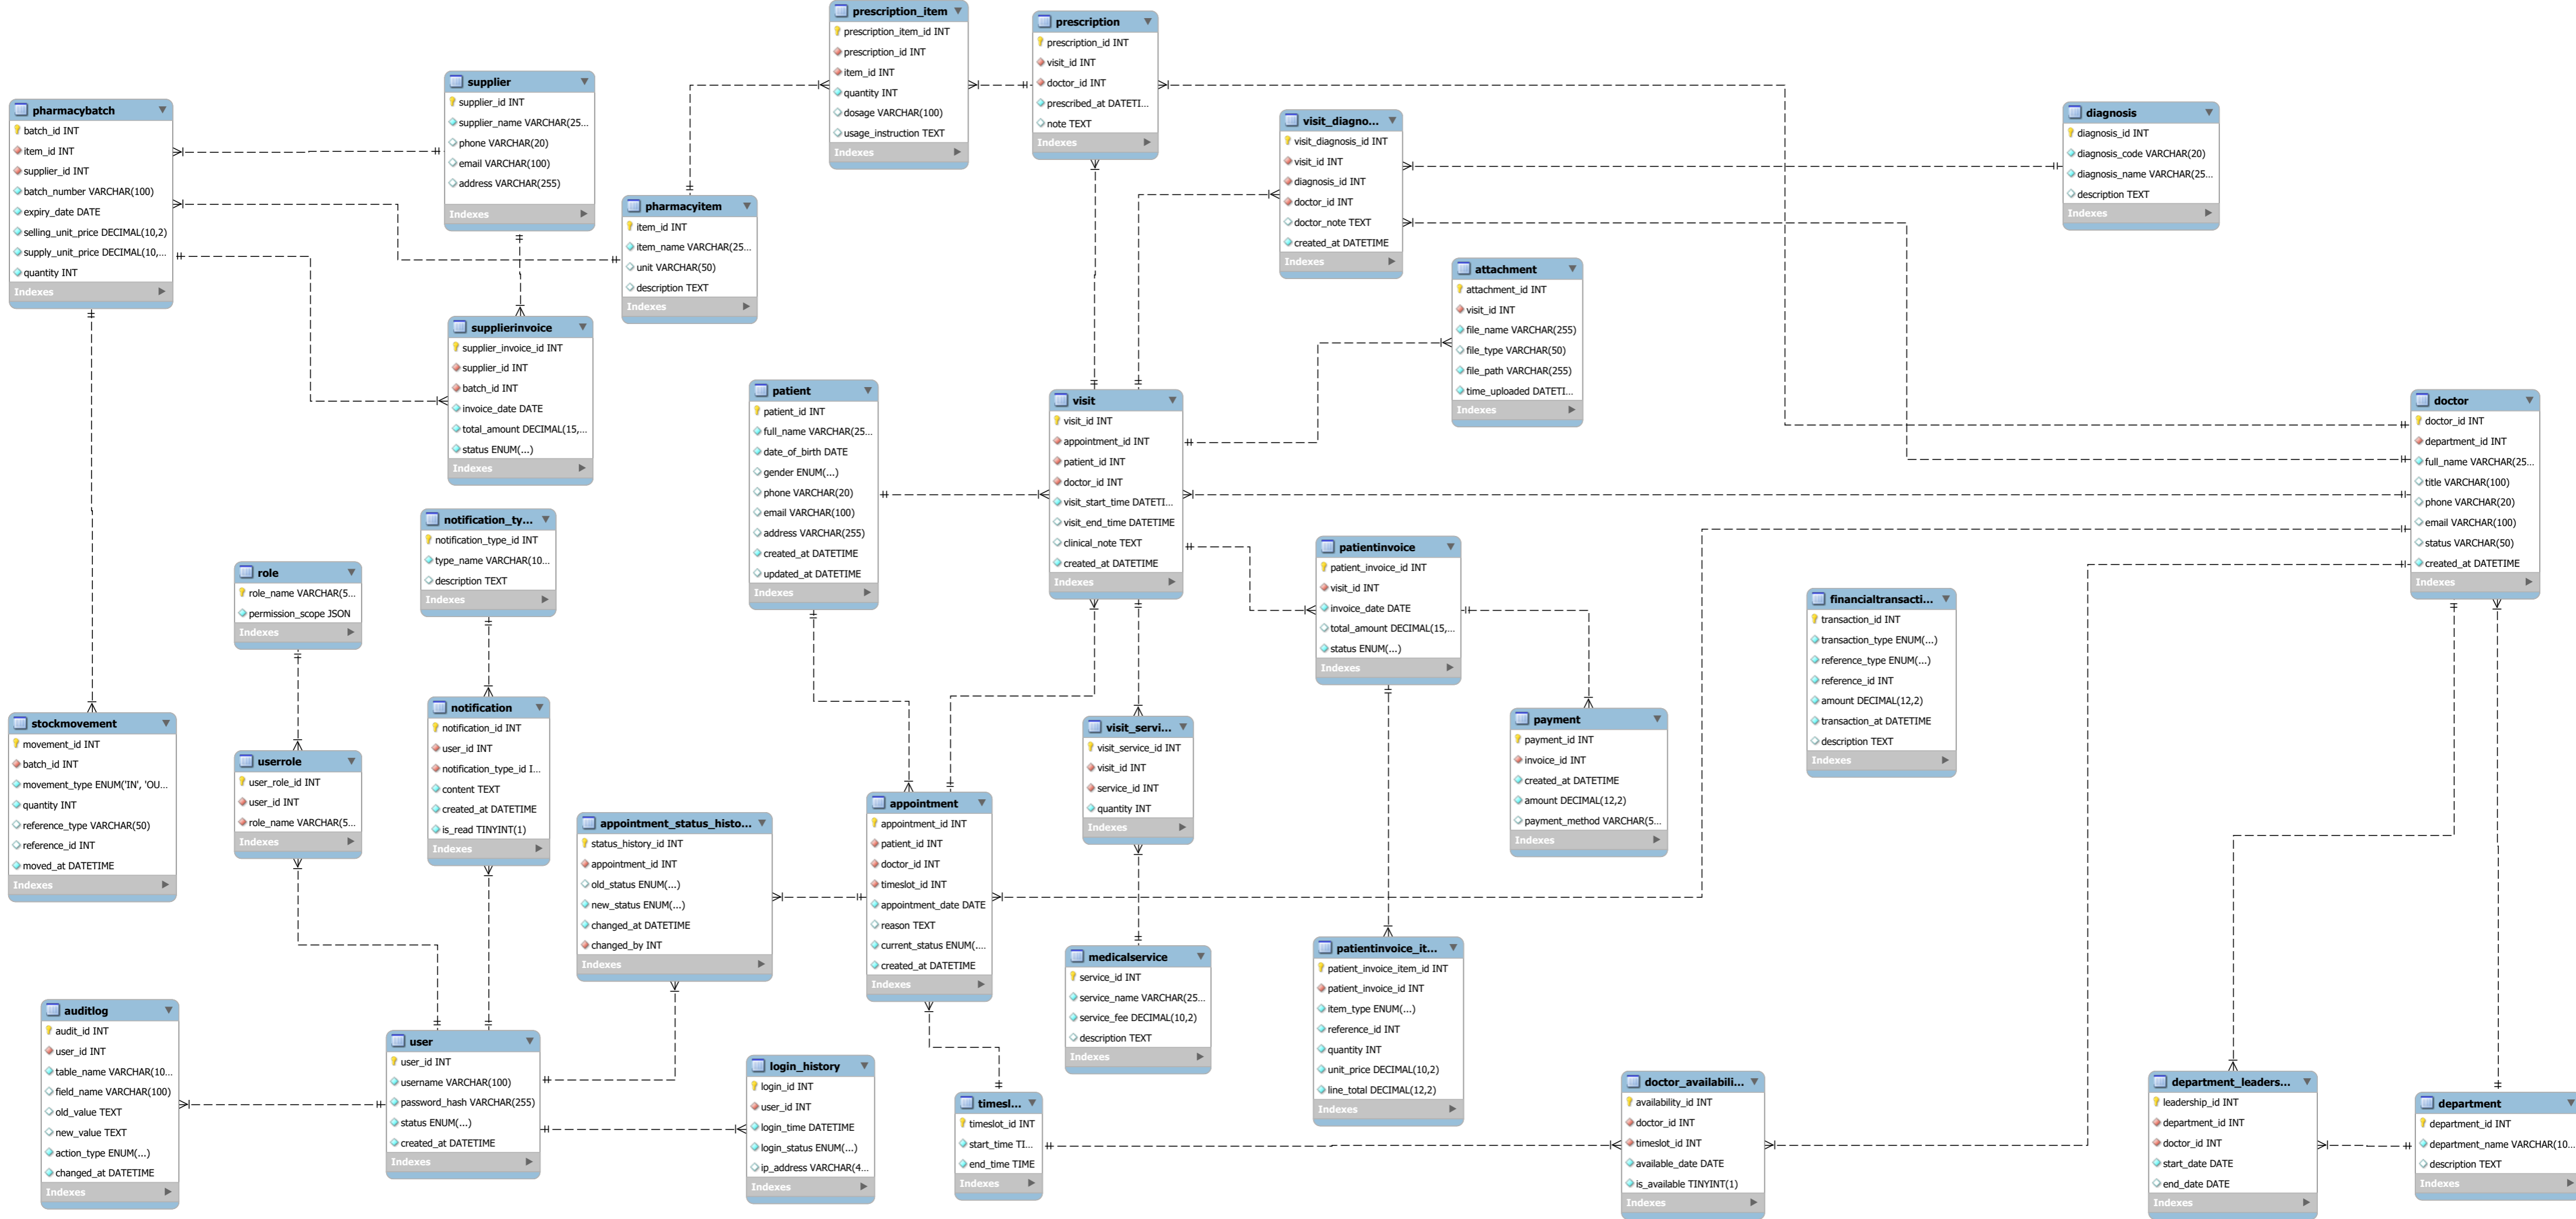 prescription_item
prescription_item_id INT
prescription_id INT
item_id INT
quantity INT
dosage VARCHAR(100)
usage_instruction TEXT
Indexes
prescription
prescription_id INT
visit_id INT
doctor_id INT
prescribed_at DATETI...
note TEXT
Indexes
supplier
supplier_id INT
supplier_name VARCHAR(25...
phone VARCHAR(20)
email VARCHAR(100)
address VARCHAR(255)
Indexes
pharmacybatch
batch_id INT
item_id INT
supplier_id INT
batch_number VARCHAR(100)
expiry_date DATE
selling_unit_price DECIMAL(10,2)
supply_unit_price DECIMAL(10,...
quantity INT
Indexes
visit_diagno...
visit_diagnosis_id INT
visit_id INT
diagnosis_id INT
doctor_id INT
doctor_note TEXT
created_at DATETIME
Indexes
diagnosis
diagnosis_id INT
diagnosis_code VARCHAR(20)
diagnosis_name VARCHAR(25...
description TEXT
Indexes
pharmacyitem
item_id INT
item_name VARCHAR(25...
unit VARCHAR(50)
description TEXT
Indexes
attachment
attachment_id INT
visit_id INT
file_name VARCHAR(255)
file_type VARCHAR(50)
file_path VARCHAR(255)
time_uploaded DATETI...
Indexes
supplierinvoice
supplier_invoice_id INT
supplier_id INT
batch_id INT
invoice_date DATE
total_amount DECIMAL(15,...
status ENUM(...)
Indexes
patient
patient_id INT
full_name VARCHAR(25...
date_of_birth DATE
gender ENUM(...)
phone VARCHAR(20)
email VARCHAR(100)
address VARCHAR(255)
created_at DATETIME
updated_at DATETIME
Indexes
visit
visit_id INT
appointment_id INT
patient_id INT
doctor_id INT
visit_start_time DATETI...
visit_end_time DATETIME
clinical_note TEXT
created_at DATETIME
Indexes
doctor
doctor_id INT
department_id INT
full_name VARCHAR(25...
title VARCHAR(100)
phone VARCHAR(20)
email VARCHAR(100)
status VARCHAR(50)
created_at DATETIME
Indexes
notification_ty...
notification_type_id INT
type_name VARCHAR(10...
description TEXT
Indexes
patientinvoice
patient_invoice_id INT
visit_id INT
invoice_date DATE
total_amount DECIMAL(15,...
status ENUM(...)
Indexes
role
role_name VARCHAR(5...
permission_scope JSON
Indexes
financialtransacti...
transaction_id INT
transaction_type ENUM(...)
reference_type ENUM(...)
reference_id INT
amount DECIMAL(12,2)
transaction_at DATETIME
description TEXT
Indexes
stockmovement
movement_id INT
batch_id INT
movement_type ENUM('IN', 'OU...
quantity INT
reference_type VARCHAR(50)
reference_id INT
moved_at DATETIME
Indexes
userrole
user_role_id INT
user_id INT
role_name VARCHAR(5...
Indexes
notification
notification_id INT
user_id INT
notification_type_id I...
content TEXT
created_at DATETIME
is_read TINYINT(1)
Indexes
visit_servi...
visit_service_id INT
visit_id INT
service_id INT
quantity INT
Indexes
payment
payment_id INT
invoice_id INT
created_at DATETIME
amount DECIMAL(12,2)
payment_method VARCHAR(5...
Indexes
appointment_status_histo...
status_history_id INT
appointment_id INT
old_status ENUM(...)
new_status ENUM(...)
changed_at DATETIME
changed_by INT
Indexes
appointment
appointment_id INT
patient_id INT
doctor_id INT
timeslot_id INT
appointment_date DATE
reason TEXT
current_status ENUM(....
created_at DATETIME
Indexes
medicalservice
service_id INT
service_name VARCHAR(25...
service_fee DECIMAL(10,2)
description TEXT
Indexes
patientinvoice_it...
patient_invoice_item_id INT
patient_invoice_id INT
item_type ENUM(...)
reference_id INT
quantity INT
unit_price DECIMAL(10,2)
line_total DECIMAL(12,2)
Indexes
auditlog
audit_id INT
user_id INT
table_name VARCHAR(10...
field_name VARCHAR(100)
old_value TEXT
new_value TEXT
action_type ENUM(...)
changed_at DATETIME
Indexes
user
user_id INT
username VARCHAR(100)
password_hash VARCHAR(255)
status ENUM(...)
created_at DATETIME
Indexes
login_history
login_id INT
user_id INT
login_time DATETIME
login_status ENUM(...)
ip_address VARCHAR(4...
Indexes
timesl...
timeslot_id INT
start_time TI...
end_time TIME
Indexes
doctor_availabili...
availability_id INT
doctor_id INT
timeslot_id INT
available_date DATE
is_available TINYINT(1)
Indexes
department_leaders...
leadership_id INT
department_id INT
doctor_id INT
start_date DATE
end_date DATE
Indexes
department
department_id INT
department_name VARCHAR(10...
description TEXT
Indexes